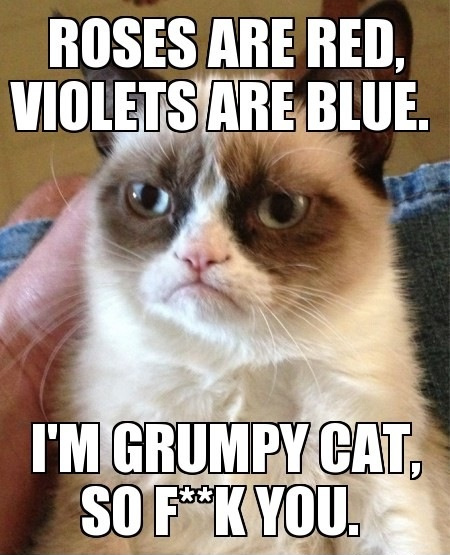 ROSES ARE RED,
VIOLETS ARE BLUE.
I'M GRUMPY CAT,
SO F**K YOU.